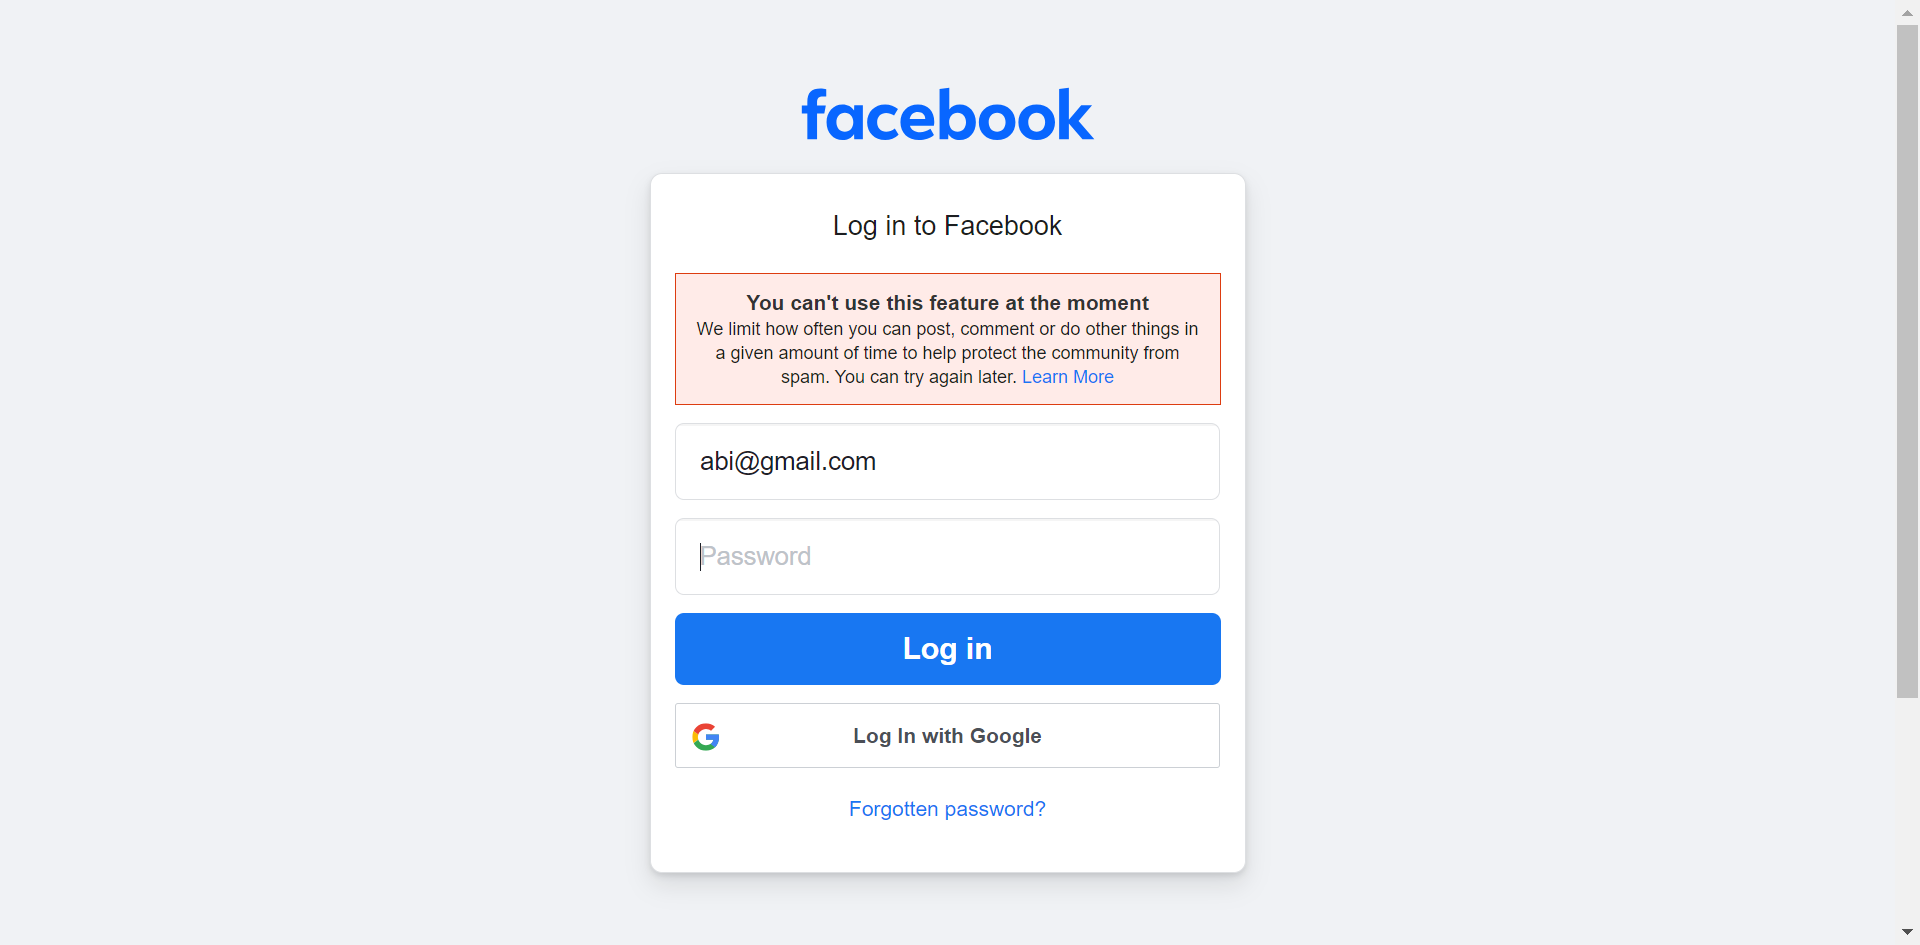 facebook
Log in to Facebook
You can't use this feature at the moment
We limit how often you can post, comment or do other things in
a given amount of time to help protect the community from
spam. You can try again later. Learn More
abi@gmail.com
Password
Log in
Log In with Google
Forgotten password?